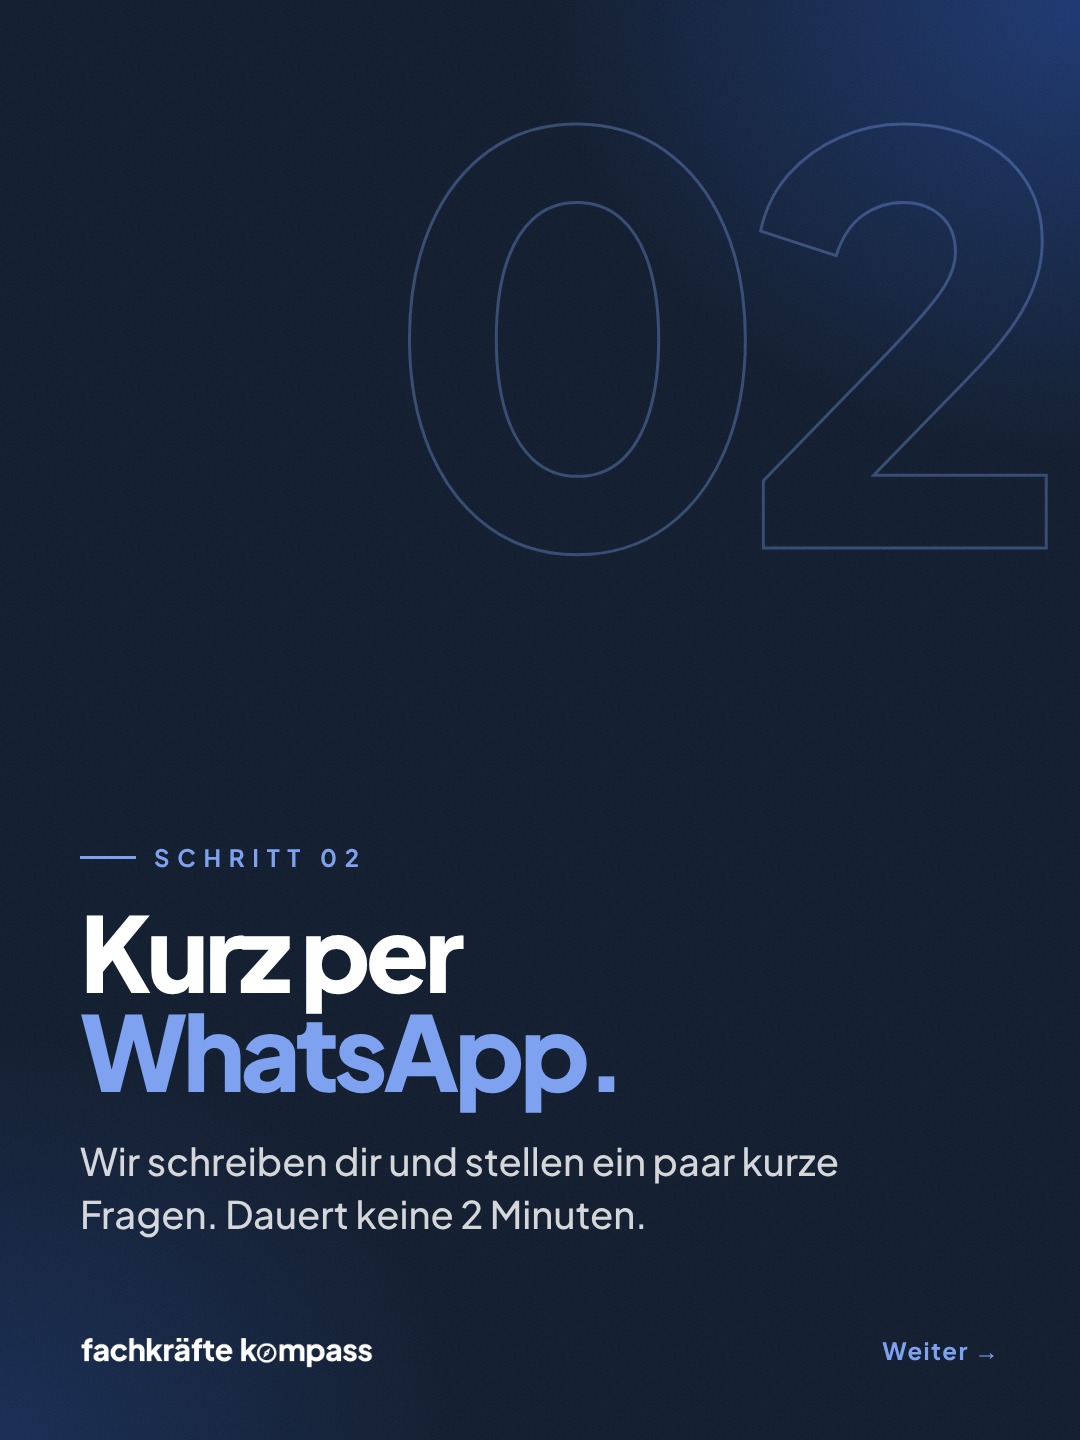 02
SCHRITT 02
Kurz per
WhatsApp.
Wir schreiben dir und stellen ein paar kurze
Fragen. Dauert keine 2 Minuten.
fachkräfte kompass
Weiter →